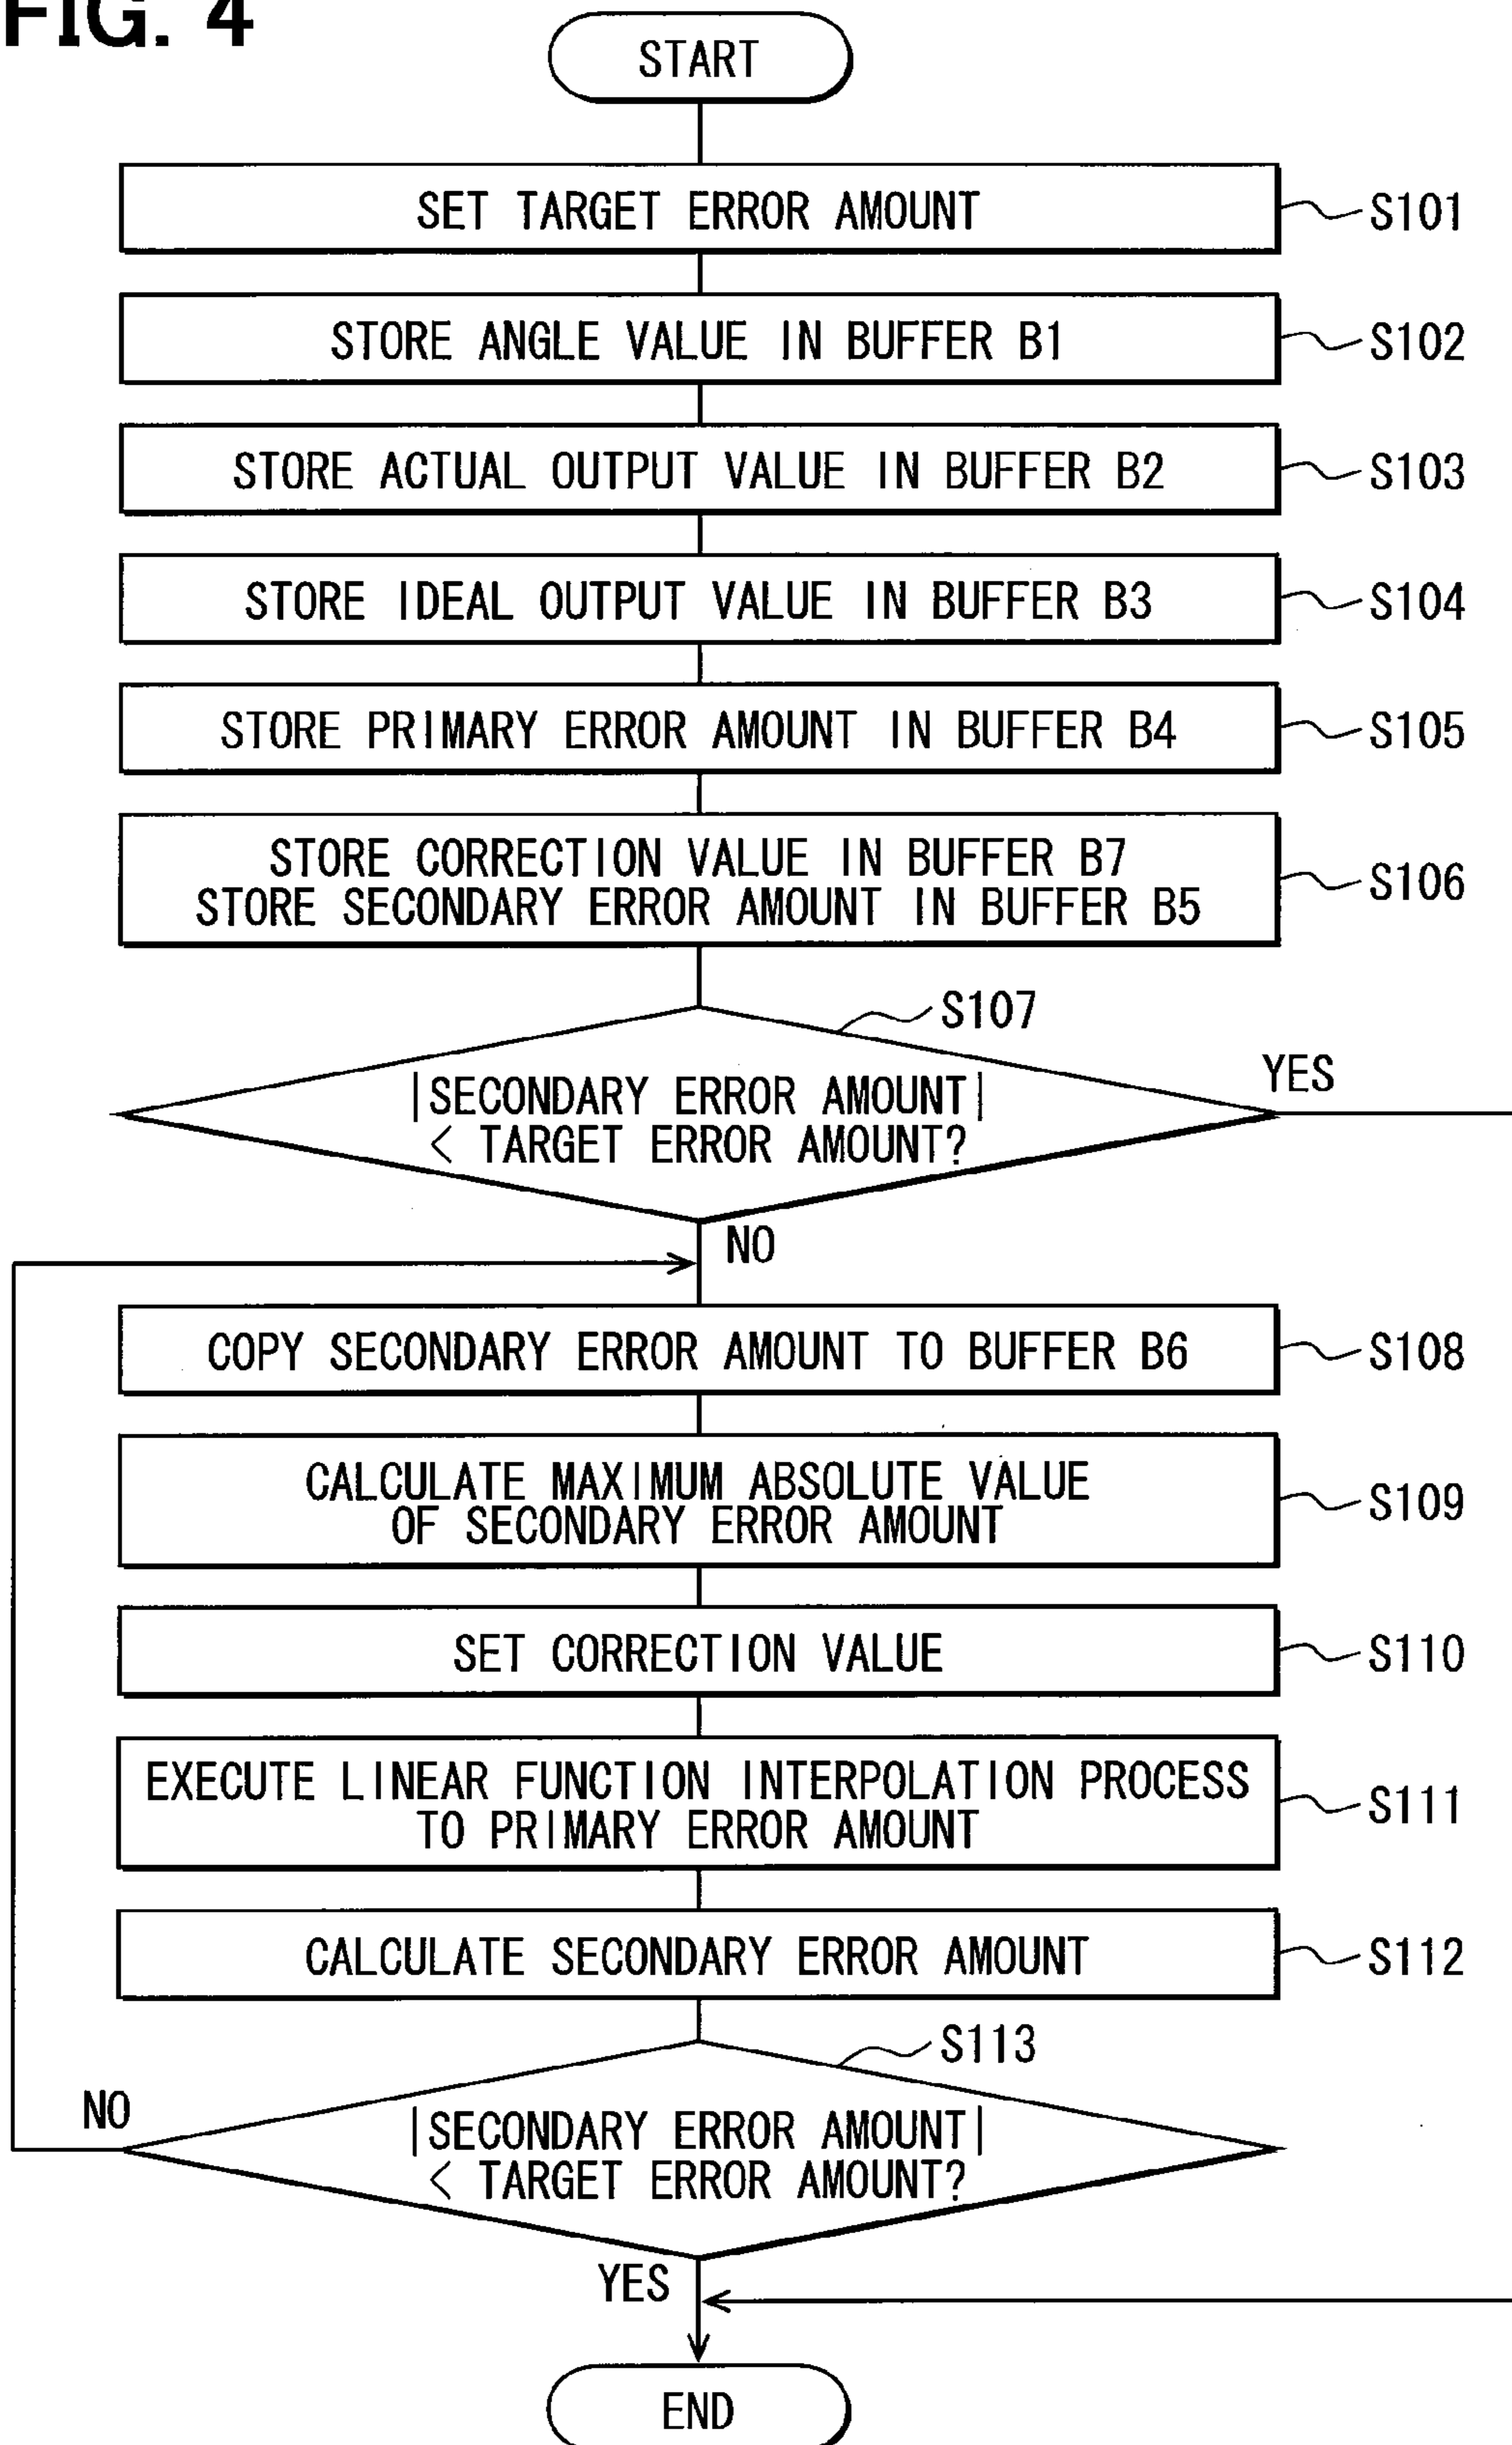 FIG. 4
START
SET TARGET ERROR AMOUNT
S101
STORE ANGLE VALUE IN BUFFER B1
S102
STORE ACTUAL OUTPUT VALUE IN BUFFER B2
S103
STORE IDEAL OUTPUT VALUE IN BUFFER B3
S104
STORE PRIMARY ERROR AMOUNT IN BUFFER B4
S105
STORE CORRECTION VALUE IN BUFFER B7
STORE SECONDARY ERROR AMOUNT IN BUFFER B5
S106
S107
|SECONDARY ERROR AMOUNT|
< TARGET ERROR AMOUNT?
YES
NO
COPY SECONDARY ERROR AMOUNT TO BUFFER B6
S108
CALCULATE MAXIMUM ABSOLUTE VALUE
OF SECONDARY ERROR AMOUNT
S109
SET CORRECTION VALUE
S110
EXECUTE LINEAR FUNCTION INTERPOLATION PROCESS
TO PRIMARY ERROR AMOUNT
S111
CALCULATE SECONDARY ERROR AMOUNT
S112
S113
NO
|SECONDARY ERROR AMOUNT|
< TARGET ERROR AMOUNT?
YES
END